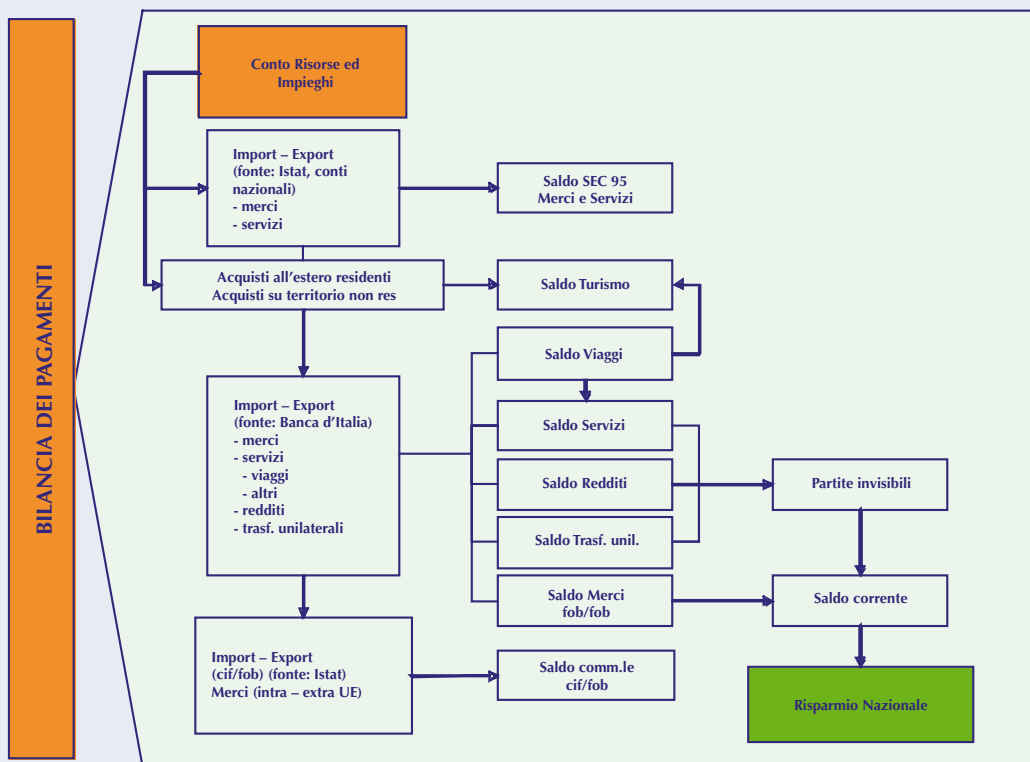 BILANCIA DEI PAGAMENTI
Conto Risorse ed
Impieghi
Import – Export
(fonte: Istat, conti
nazionali)
- merci
- servizi
Saldo SEC 95
Merci e Servizi
Acquisti all'estero residenti
Acquisti su territorio non res
Saldo Turismo
Saldo Viaggi
Import – Export
(fonte: Banca d'Italia)
- merci
- servizi
- viaggi
- altri
- redditi
- trasf. unilaterali
Saldo Servizi
Saldo Redditi
Partite invisibili
Saldo Trasf. unil.
Saldo Merci
fob/fob
Saldo corrente
Import – Export
(cif/fob) (fonte: Istat)
Merci (intra – extra UE)
Saldo comm.le
cif/fob
Risparmio Nazionale